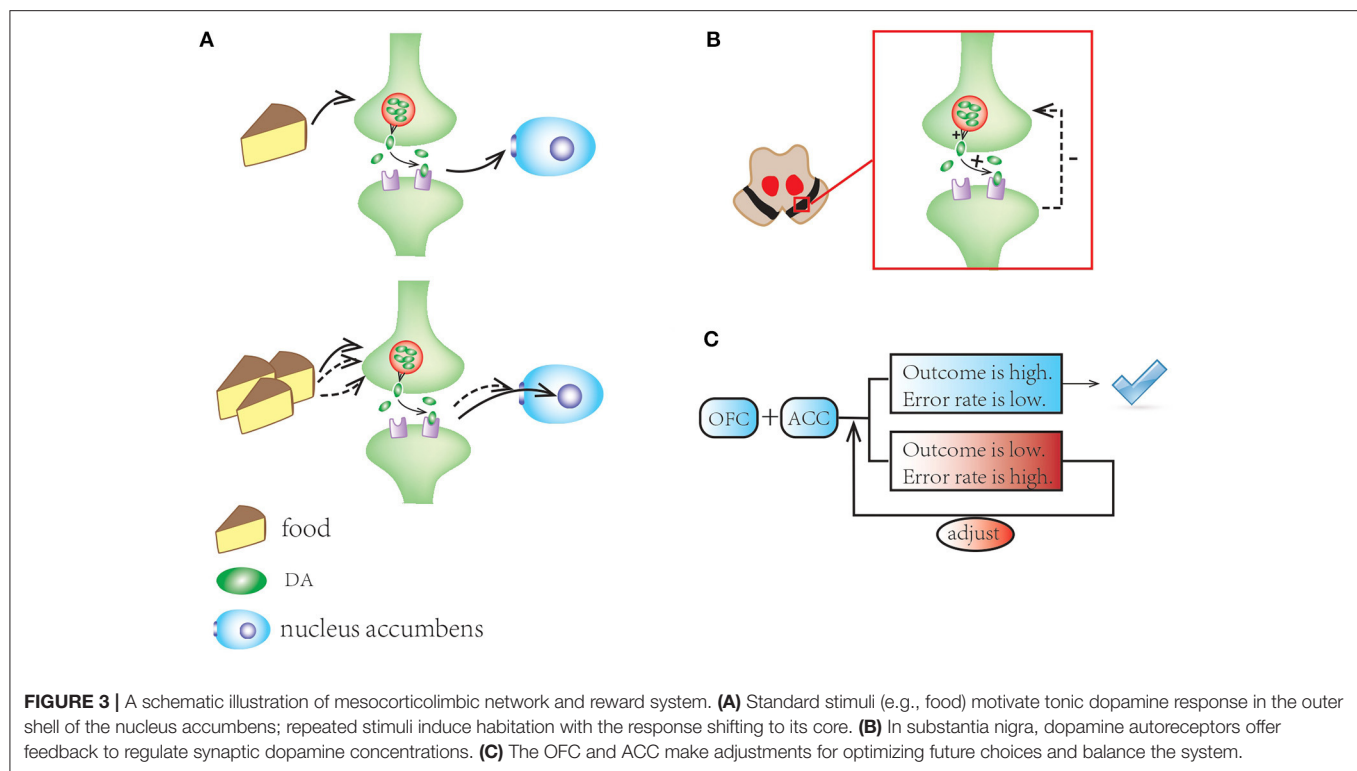 A
B
+
+
-
food
DA
nucleus accumbens
C
OFC + ACC
Outcome is high.
Error rate is low.
Outcome is low.
Error rate is high.
adjust
FIGURE 3 | A schematic illustration of mesocorticolimbic network and reward system. (A) Standard stimuli (e.g., food) motivate tonic dopamine response in the outer
shell of the nucleus accumbens; repeated stimuli induce habitation with the response shifting to its core. (B) In substantia nigra, dopamine autoreceptors offer
feedback to regulate synaptic dopamine concentrations. (C) The OFC and ACC make adjustments for optimizing future choices and balance the system.